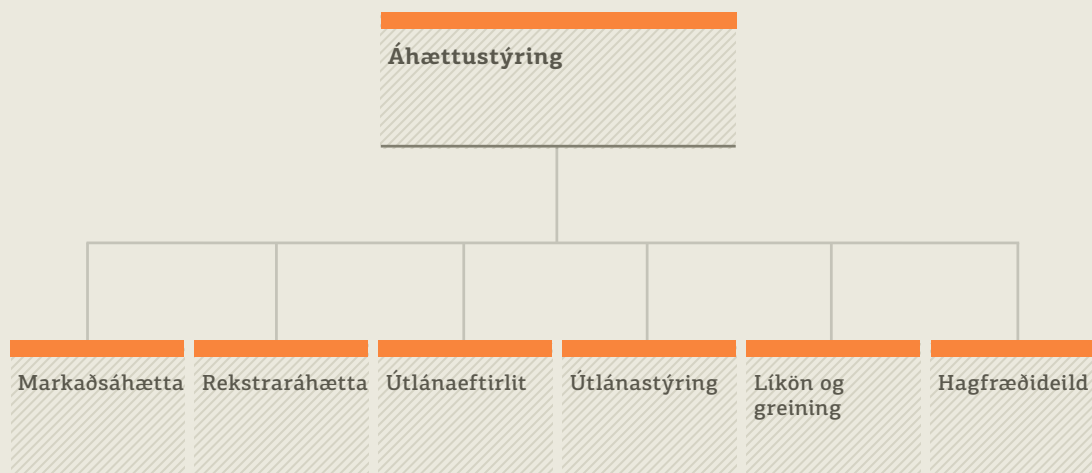 Áhættustýring
Markaðsáhætta
Rekstraráhætta
Útlánaeftirlit
Útlánastýring
Líkön og
greining
Hagfræðideild